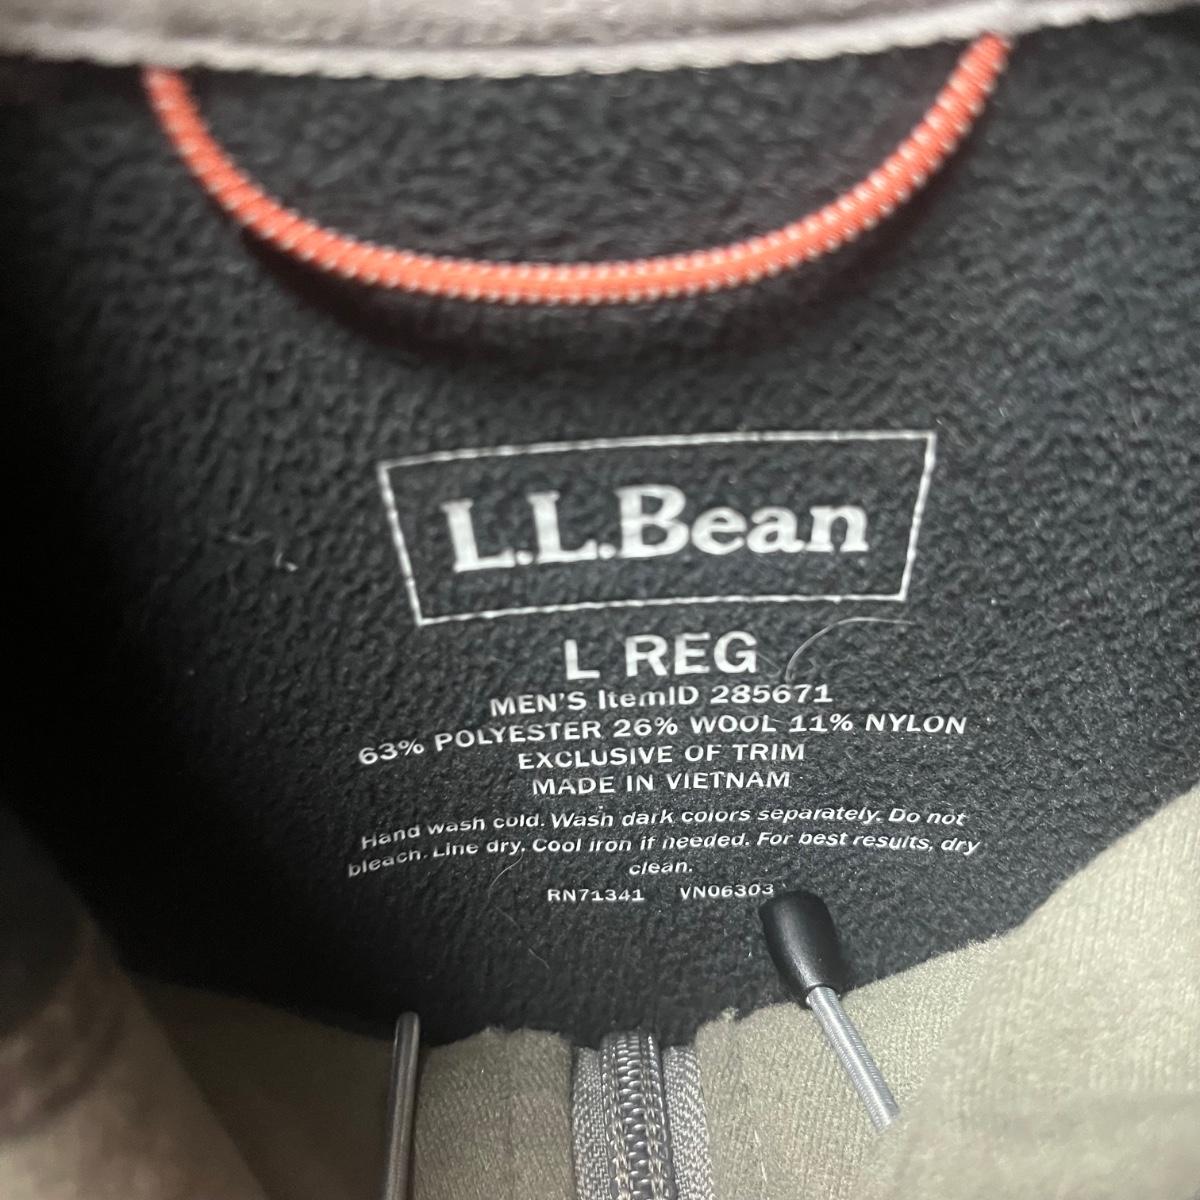 L.L.Bean
L REG
MEN'S ItemID 285671
63% POLYESTER 26% WOOL 11% NYLON
EXCLUSIVE OF TRIM
MADE IN VIETNAM
Hand wash cold. Wash dark colors separately. Do not
bleach. Line dry. Cool iron if needed. For best results, dry
clean.
RN71341 VN06303